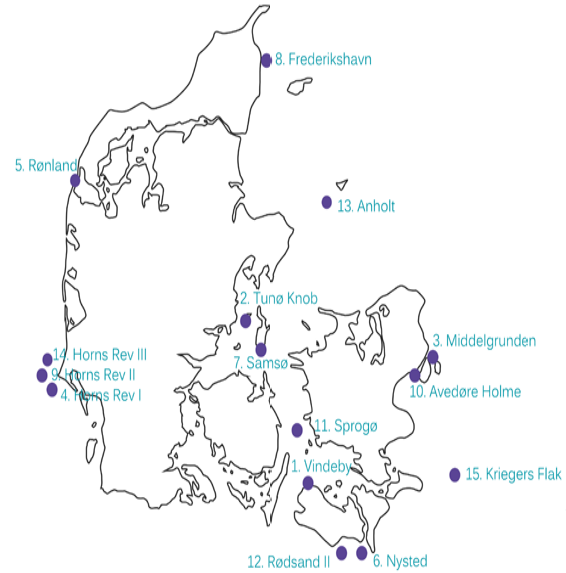 8. Frederikshavn
5. Rønland
13. Anholt
2. Tunø Knob
3. Middelgrunden
14. Horns Rev III
7. Samsø
9. Horns Rev II
10. Avedøre Holme
4. Horns Rev I
11. Sprogø
1. Vindeby
15. Kriegers Flak
12. Rødsand II
6. Nysted